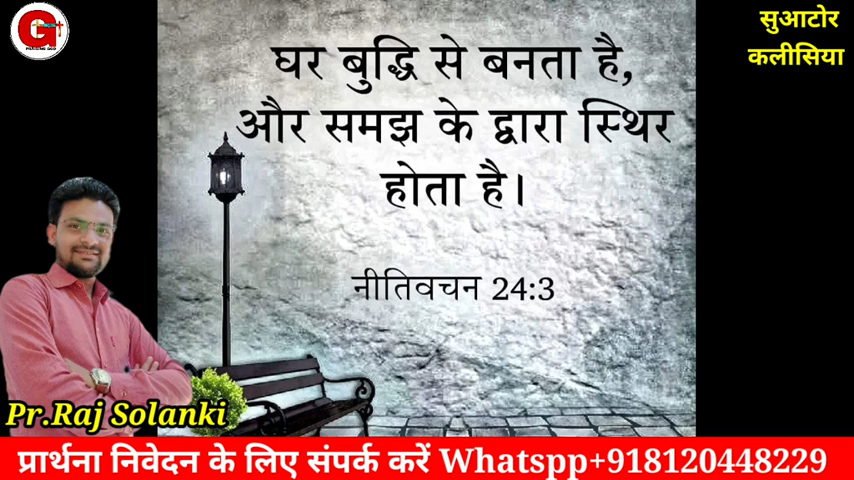 सुआटोर
कलीसिया
घर बुद्धि से बनता है,
और समझ के द्वारा स्थिर
होता है।
नीतिवचन 24:3
Pr.Raj Solanki
प्रार्थना निवेदन के लिए संपर्क करें Whatspp+918120448229